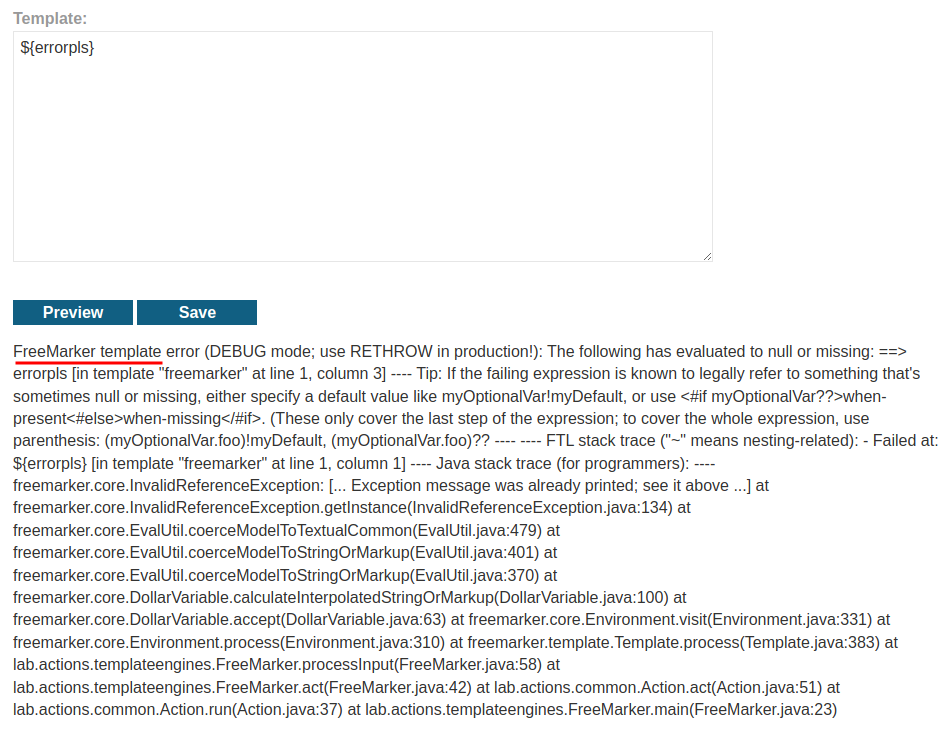 Template:
${errorpls}
Preview
Save
FreeMarker template error (DEBUG mode; use RETHROW in production!): The following has evaluated to null or missing: ==>
errorpls [in template "freemarker" at line 1, column 3] ---- Tip: If the failing expression is known to legally refer to something that's
sometimes null or missing, either specify a default value like myOptionalVar!myDefault, or use <#if myOptionalVar??>when-
present<#else>when-missing</#if>. (These only cover the last step of the expression; to cover the whole expression, use
parenthesis: (myOptionalVar.foo)!myDefault, (myOptionalVar.foo)?? ---- ---- FTL stack trace ("~" means nesting-related): - Failed at:
${errorpls} [in template "freemarker" at line 1, column 1] ---- Java stack trace (for programmers): ----
freemarker.core.InvalidReferenceException: [... Exception message was already printed; see it above ...] at
freemarker.core.InvalidReferenceException.getInstance(InvalidReferenceException.java:134) at
freemarker.core.EvalUtil.coerceModelToTextualCommon(EvalUtil.java:479) at
freemarker.core.EvalUtil.coerceModelToStringOrMarkup(EvalUtil.java:401) at
freemarker.core.EvalUtil.coerceModelToStringOrMarkup(EvalUtil.java:370) at
freemarker.core.DollarVariable.calculateInterpolatedStringOrMarkup(DollarVariable.java:100) at
freemarker.core.DollarVariable.accept(DollarVariable.java:63) at freemarker.core.Environment.visit(Environment.java:331) at
freemarker.core.Environment.process(Environment.java:310) at freemarker.template.Template.process(Template.java:383) at
lab.actions.templateengines.FreeMarker.processInput(FreeMarker.java:58) at
lab.actions.templateengines.FreeMarker.act(FreeMarker.java:42) at lab.actions.common.Action.act(Action.java:51) at
lab.actions.common.Action.run(Action.java:37) at lab.actions.templateengines.FreeMarker.main(FreeMarker.java:23)